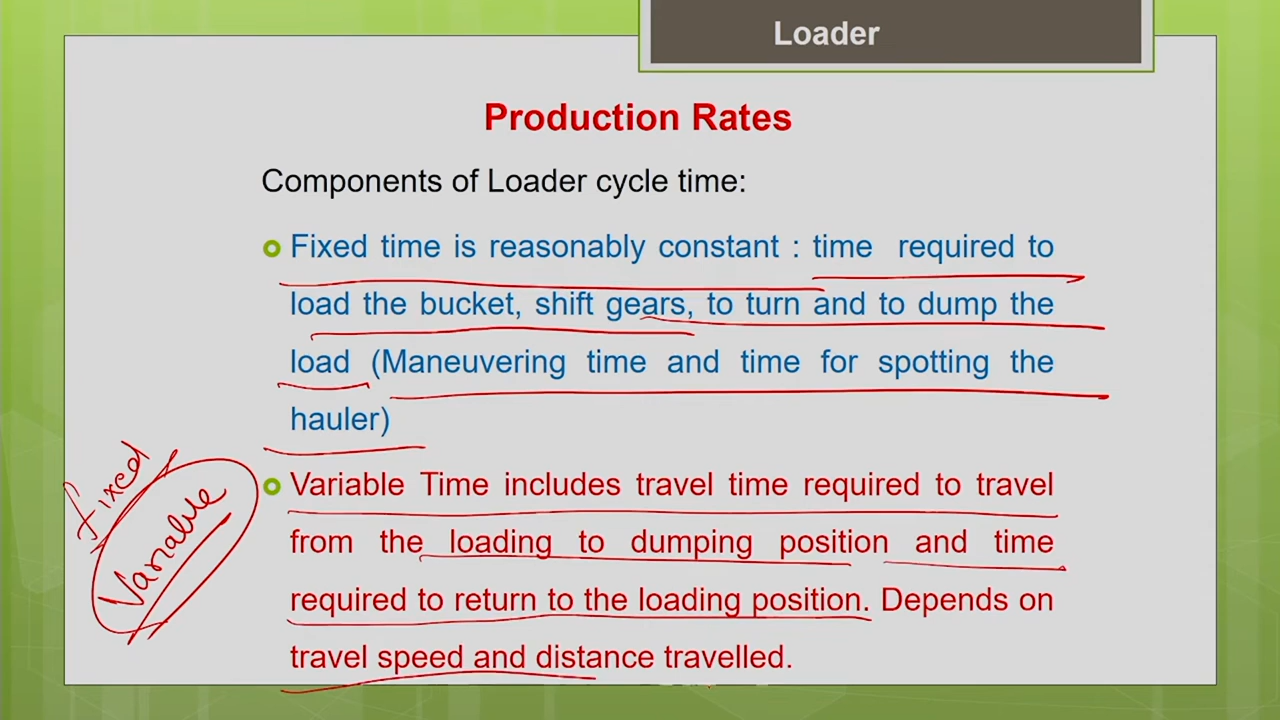 Loader
Production Rates
Components of Loader cycle time:
Fixed time is reasonably constant : time required to
load the bucket, shift gears, to turn and to dump the
load (Maneuvering time and time for spotting the
hauler)
Fixed
Variable
Variable Time includes travel time required to travel
from the loading to dumping position and time
required to return to the loading position. Depends on
travel speed and distance travelled.